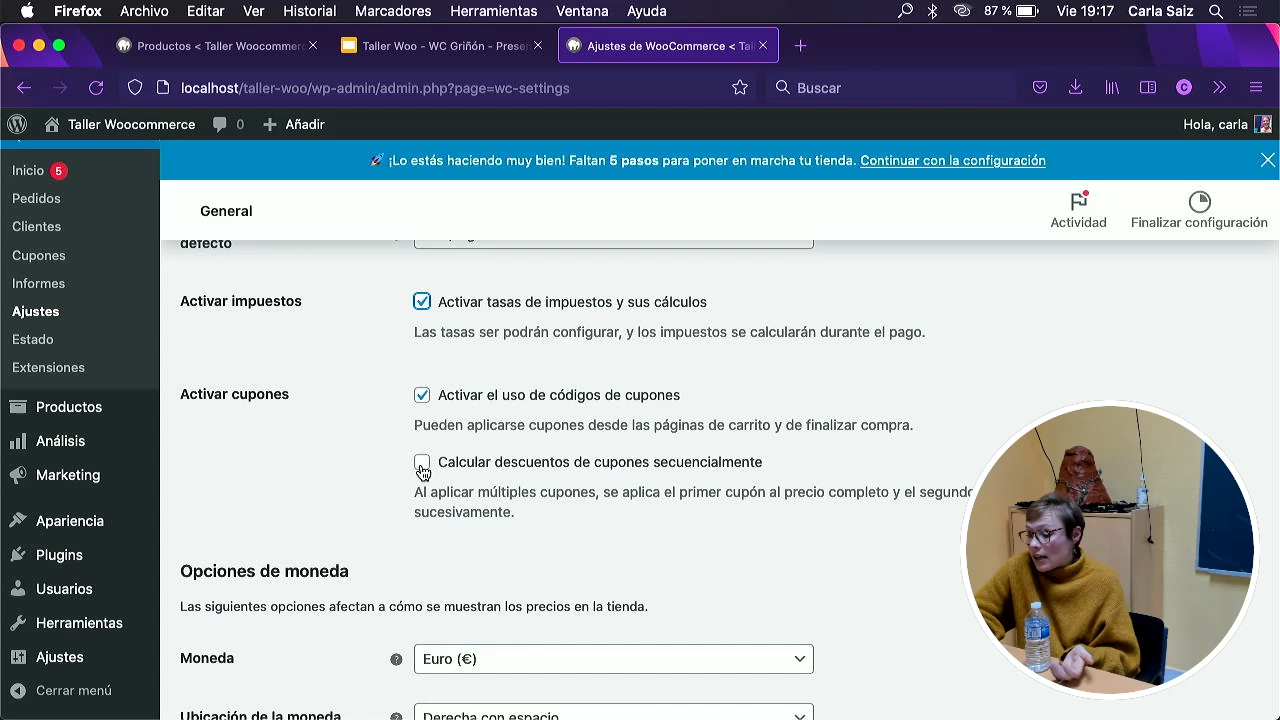 Firefox Archivo Editar Ver Historial Marcadores Herramientas Ventana Ayuda 87 % Vie 19:17 Carla Saiz
Productos < Taller Woocommerc
Taller Woo - WC Griñón - Presen
Ajustes de WooCommerce < Tal
localhost/taller-woo/wp-admin/admin.php?page=wc-settings
Buscar
Taller Woocommerce 0 Añadir
Hola, carla
¡Lo estás haciendo muy bien! Faltan 5 pasos para poner en marcha tu tienda. Continuar con la configuración
General
Actividad
Finalizar configuración
Inicio 5
Pedidos
Clientes
Cupones
Informes
Ajustes
Estado
Extensiones
Productos
Análisis
Marketing
Apariencia
Plugins
Usuarios
Herramientas
Ajustes
Cerrar menú
defecto
Activar impuestos
Activar tasas de impuestos y sus cálculos
Las tasas ser podrán configurar, y los impuestos se calcularán durante el pago.
Activar cupones
Activar el uso de códigos de cupones
Pueden aplicarse cupones desde las páginas de carrito y de finalizar compra.
Calcular descuentos de cupones secuencialmente
Al aplicar múltiples cupones, se aplica el primer cupón al precio completo y el segundo
sucesivamente.
Opciones de moneda
Las siguientes opciones afectan a cómo se muestran los precios en la tienda.
Moneda
Euro (€)
Ubicación de la moneda
Derecha con espacio